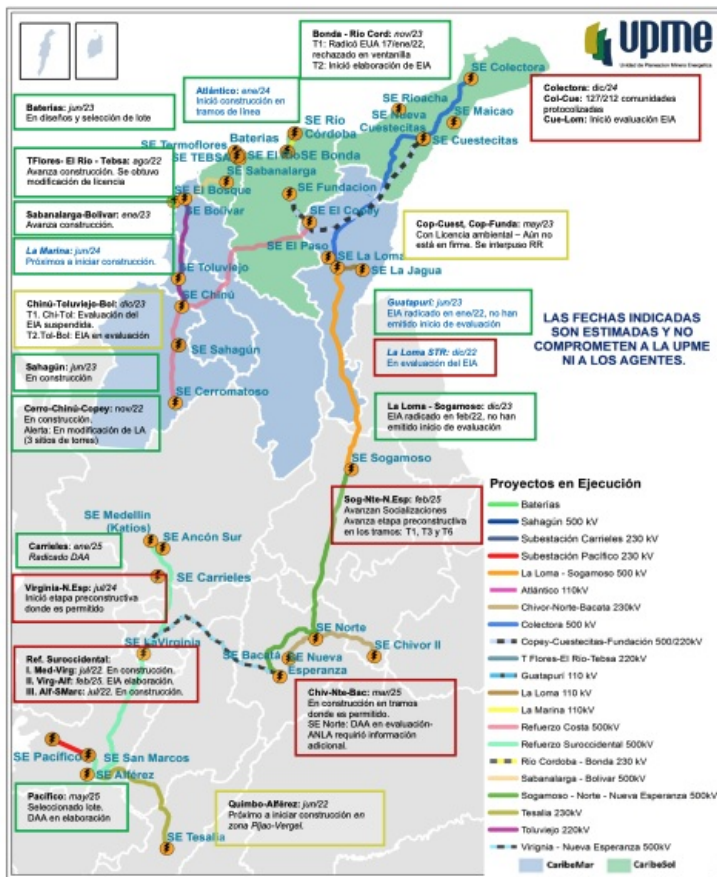 upme
Unidad de Planeación Minero Energética
Bonda - Río Cord: nov/23
T1: Radicó EUA 17/ene/22,
rechazado en ventanilla
T2: Inició elaboración de EIA
SE Colectora
Atlántico: ene/24
Inició construcción en
tramos de línea
Colectora: dic/24
Col-Cue: 127/212 comunidades
protocolizadas
Cue-Lom: Inició evaluación EIA
Baterías: jun/23
En diseños y selección de lote
SE Rioacha
SE Nueva
Cuestecitas
SE Maicao
SE Cuestecitas
SE Río
Córdoba
Baterías
SE Termoflores
SE TEBSA
SE El Río
SE Bonda
SE Sabanalarga
SE Fundacion
TFlores- El Río - Tebsa: ago/22
Avanza construcción. Se obtuvo
modificación de licencia
SE El Bosque
SE Bolívar
SE El Copey
Sabanalarga-Bolívar: ene/23
Avanza construcción.
Cop-Cuest, Cop-Funda: may/23
Con Licencia ambiental – Aún no
está en firme. Se interpuso RR
La Marina: jun/24
Próximos a iniciar construcción.
SE El Paso
SE La Loma
SE La Jagua
SE Toluviejo
SE Chinú
Chinú-Toluviejo-Bol: dic/23
T1. Chi-Tol: Evaluación del
EIA suspendida.
T2.Tol-Bol: EIA en evaluación
Guatapurí: jun/23
EIA radicado en ene/22, no han
emitido inicio de evaluación
LAS FECHAS INDICADAS
SON ESTIMADAS Y NO
COMPROMETEN A LA UPME
NI A LOS AGENTES.
La Loma STR: dic/22
En evaluación del EIA
SE Sahagún
Sahagún: jun/23
En construcción
SE Cerromatoso
Cerro-Chinú-Copey: nov/22
En construcción.
Alerta: En modificación de LA
(3 sitios de torres)
La Loma - Sogamoso: dic/23
EIA radicado en feb/22, no han
emitido inicio de evaluación
SE Sogamoso
Sog-Nte-N.Esp: feb/25
Avanzan Socializaciones
Avanza etapa preconstructiva
en los tramos: T1, T3 y T6
SE Medellín
(Katíos)
SE Ancón Sur
Carrieles: ene/25
Radicado DAA
SE Carrieles
Virginia-N.Esp: jul/24
Inició etapa preconstructiva
donde es permitido
SE LaVirginia
SE Norte
SE Bacatá
SE Nueva
Esperanza
SE Chivor II
Ref. Suroccidental:
I. Med-Virg: jul/22. En construcción.
II. Virg-Alf: feb/25. EIA elaboración.
III. Alf-SMarc: jul/22. En construcción.
Chiv-Nte-Bac: mar/25
En construcción en tramos
donde es permitido.
SE Norte: DAA en evaluación-
ANLA requirió información
adicional.
SE Pacífico
SE San Marcos
SE Alférez
Pacífico: may/25
Seleccionado lote.
DAA en elaboración
Quimbo-Alférez: jun/22
Próximo a iniciar construcción en
zona Pijao-Vergel.
SE Tesalia
Proyectos en Ejecución
Baterías
Sahagún 500 kV
Subestación Carrieles 230 kV
Subestación Pacífico 230 kV
La Loma - Sogamoso 500 kV
Atlántico 110kV
Chivor-Norte-Bacata 230kV
Colectora 500 kV
Copey-Cuestecitas-Fundación 500/220kV
T Flores-El Río-Tebsa 220kV
Guatapurí 110 kV
La Loma 110 kV
La Marina 110kV
Refuerzo Costa 500kV
Refuerzo Suroccidental 500kV
Río Cordoba - Bonda 230 kV
Sabanalarga - Bolivar 500kV
Sogamoso - Norte - Nueva Esperanza 500kV
Tesalia 230kV
Toluviejo 220kV
Virignia - Nueva Esperanza 500kV
CaribeMar
CaribeSol